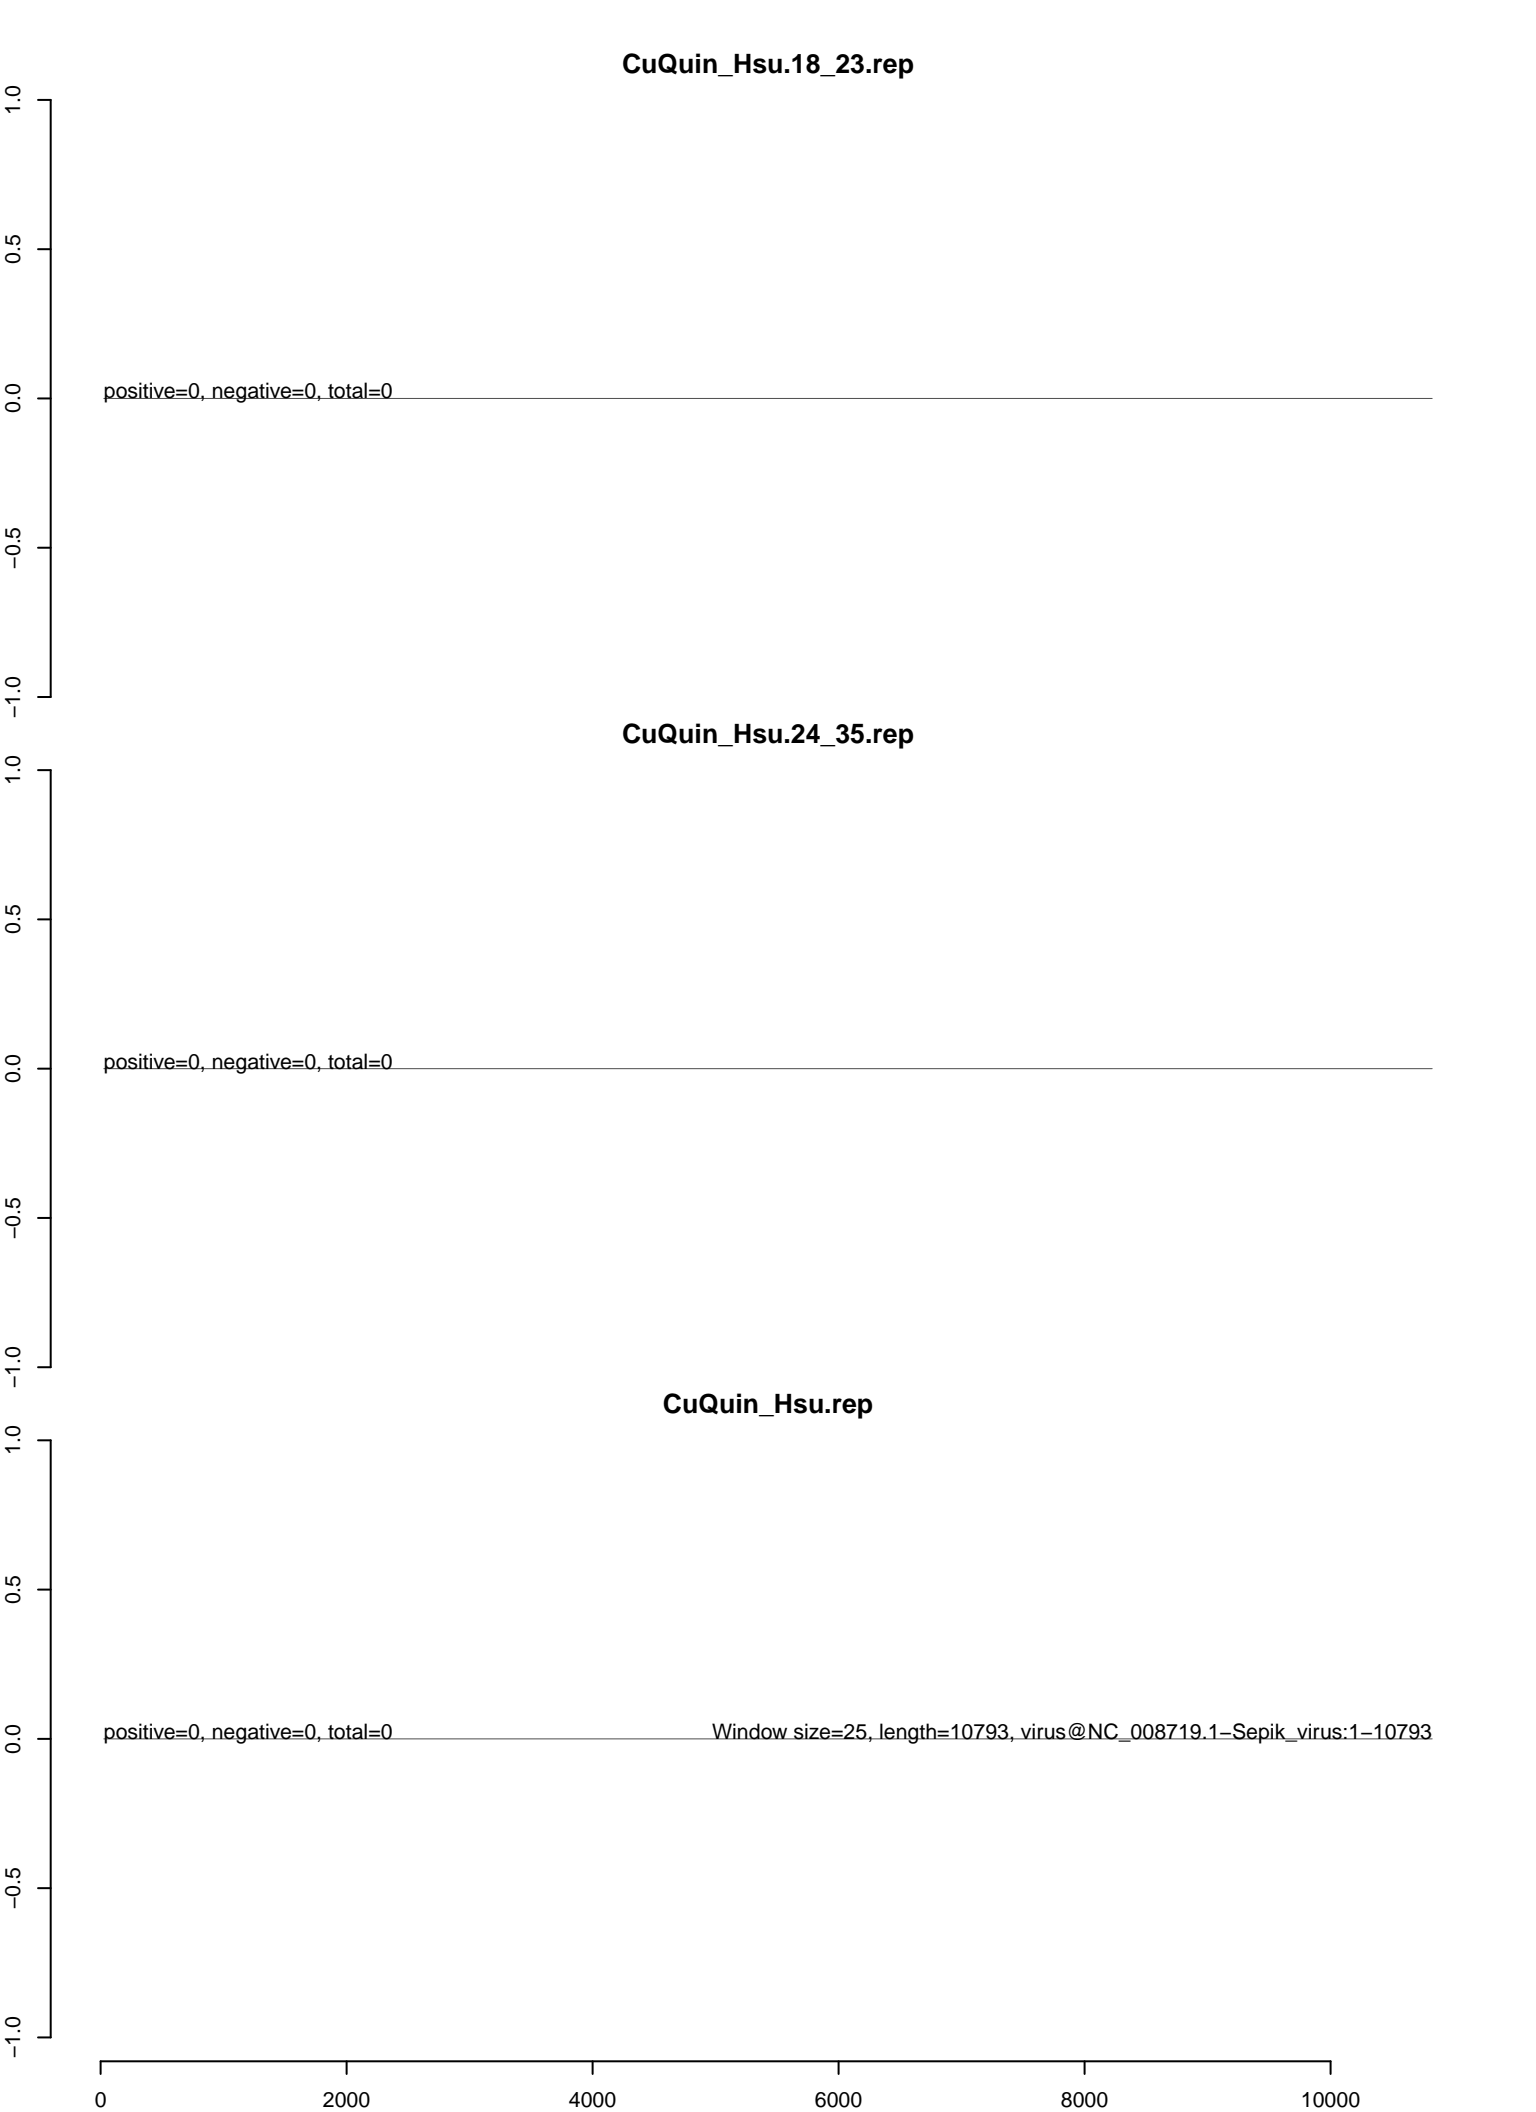 CuQuin_Hsu.18_23.rep
1.0
0.5
0.0
−0.5
−1.0
positive=0, negative=0, total=0
CuQuin_Hsu.24_35.rep
1.0
0.5
0.0
−0.5
−1.0
positive=0, negative=0, total=0
CuQuin_Hsu.rep
1.0
0.5
0.0
−0.5
−1.0
positive=0, negative=0, total=0
Window size=25, length=10793, virus@NC_008719.1−Sepik_virus:1−10793
0 2000 4000 6000 8000 10000